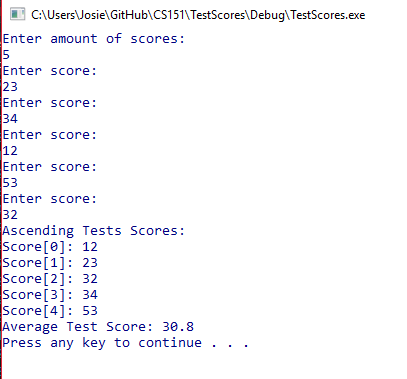 C:\Users\Josie\GitHub\CS151\TestScores\Debug\TestScores.exe
Enter amount of scores:
5
Enter score:
23
Enter score:
34
Enter score:
12
Enter score:
53
Enter score:
32
Ascending Tests Scores:
Score[0]: 12
Score[1]: 23
Score[2]: 32
Score[3]: 34
Score[4]: 53
Average Test Score: 30.8
Press any key to continue . . .